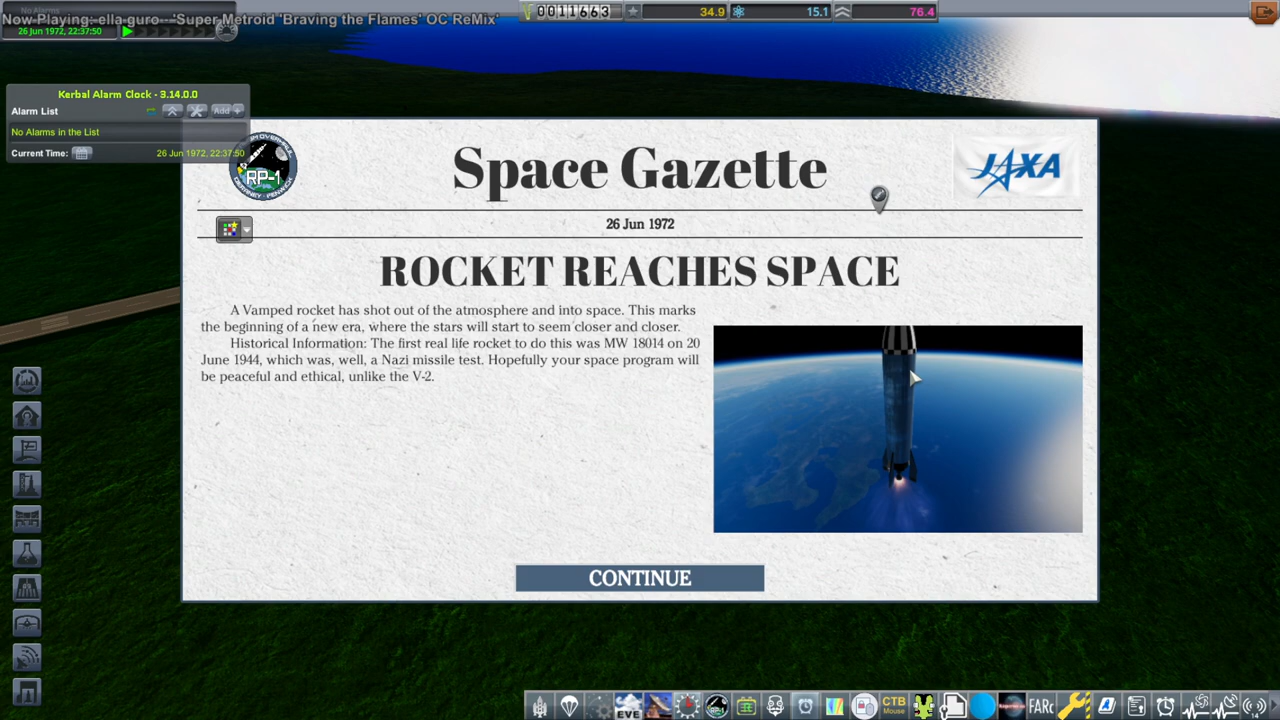 No Alarms
Now Playing: ella guro--'Super Metroid 'Braving the Flames' OC ReMix'
26 Jun 1972, 22:37:50
0011663
34.9
15.1
76.4
Kerbal Alarm Clock - 3.14.0.0
Alarm List
Add +
No Alarms in the List
Current Time:
26 Jun 1972, 22:37:50
RP-1
Space Gazette
JAXA
26 Jun 1972
ROCKET REACHES SPACE
A Vamped rocket has shot out of the atmosphere and into space. This marks
the beginning of a new era, where the stars will start to seem closer and closer.
Historical Information: The first real life rocket to do this was MW 18014 on 20
June 1944, which was, well, a Nazi missile test. Hopefully your space program will
be peaceful and ethical, unlike the V-2.
CONTINUE
EVE
RP-1
CTB
Mouse
FARc
14